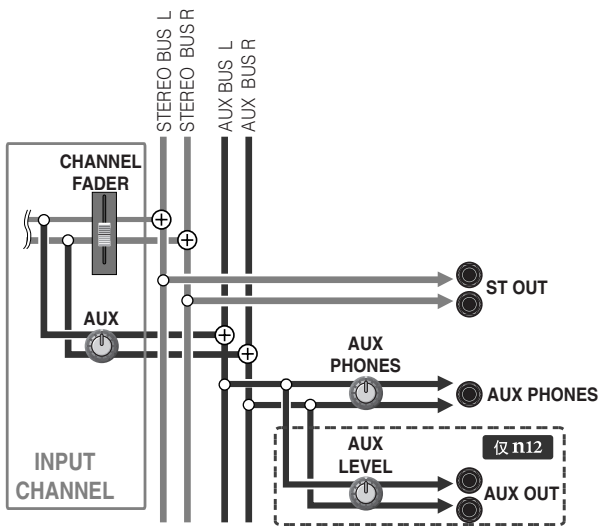 STEREO BUS L
STEREO BUS R
AUX BUS L
AUX BUS R
CHANNEL
FADER
ST OUT
AUX
AUX
PHONES
AUX PHONES
仅 n12
AUX
LEVEL
AUX OUT
INPUT
CHANNEL